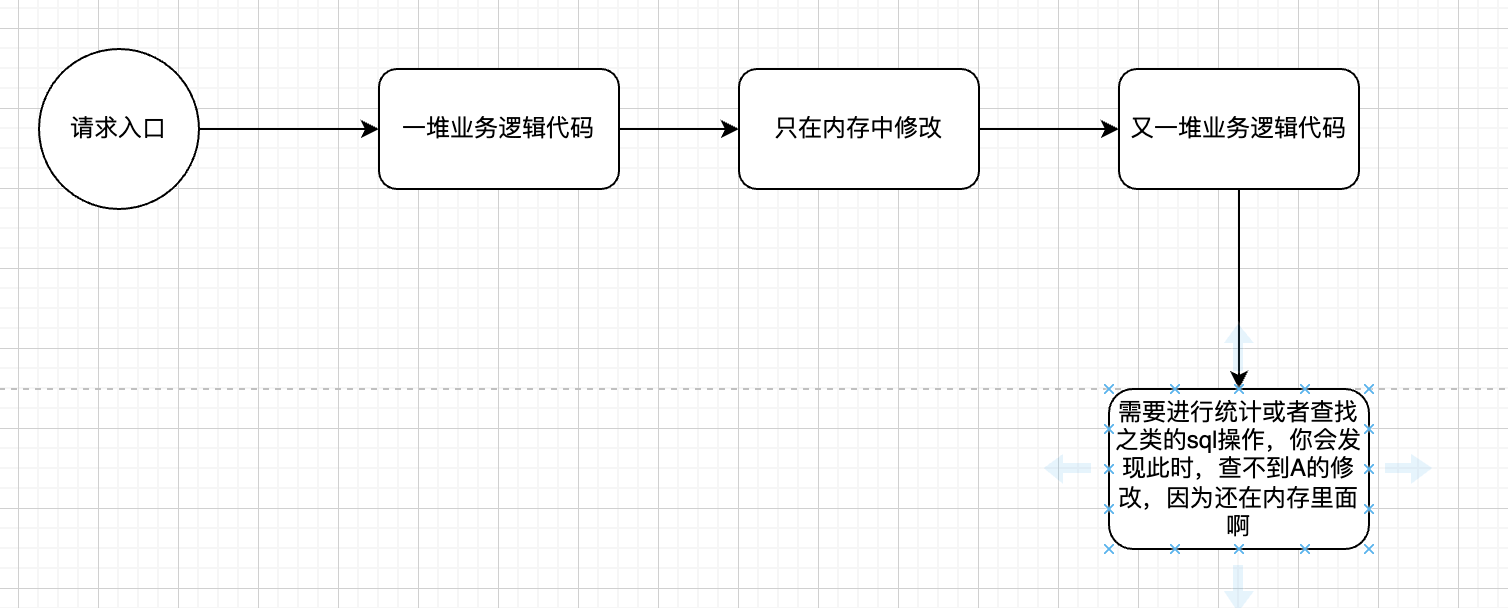 请求入口
一堆业务逻辑代码
只在内存中修改
又一堆业务逻辑代码
需要进行统计或者查找
之类的sql操作，你会发
现此时，查不到A的修
改，因为还在内存里面
啊